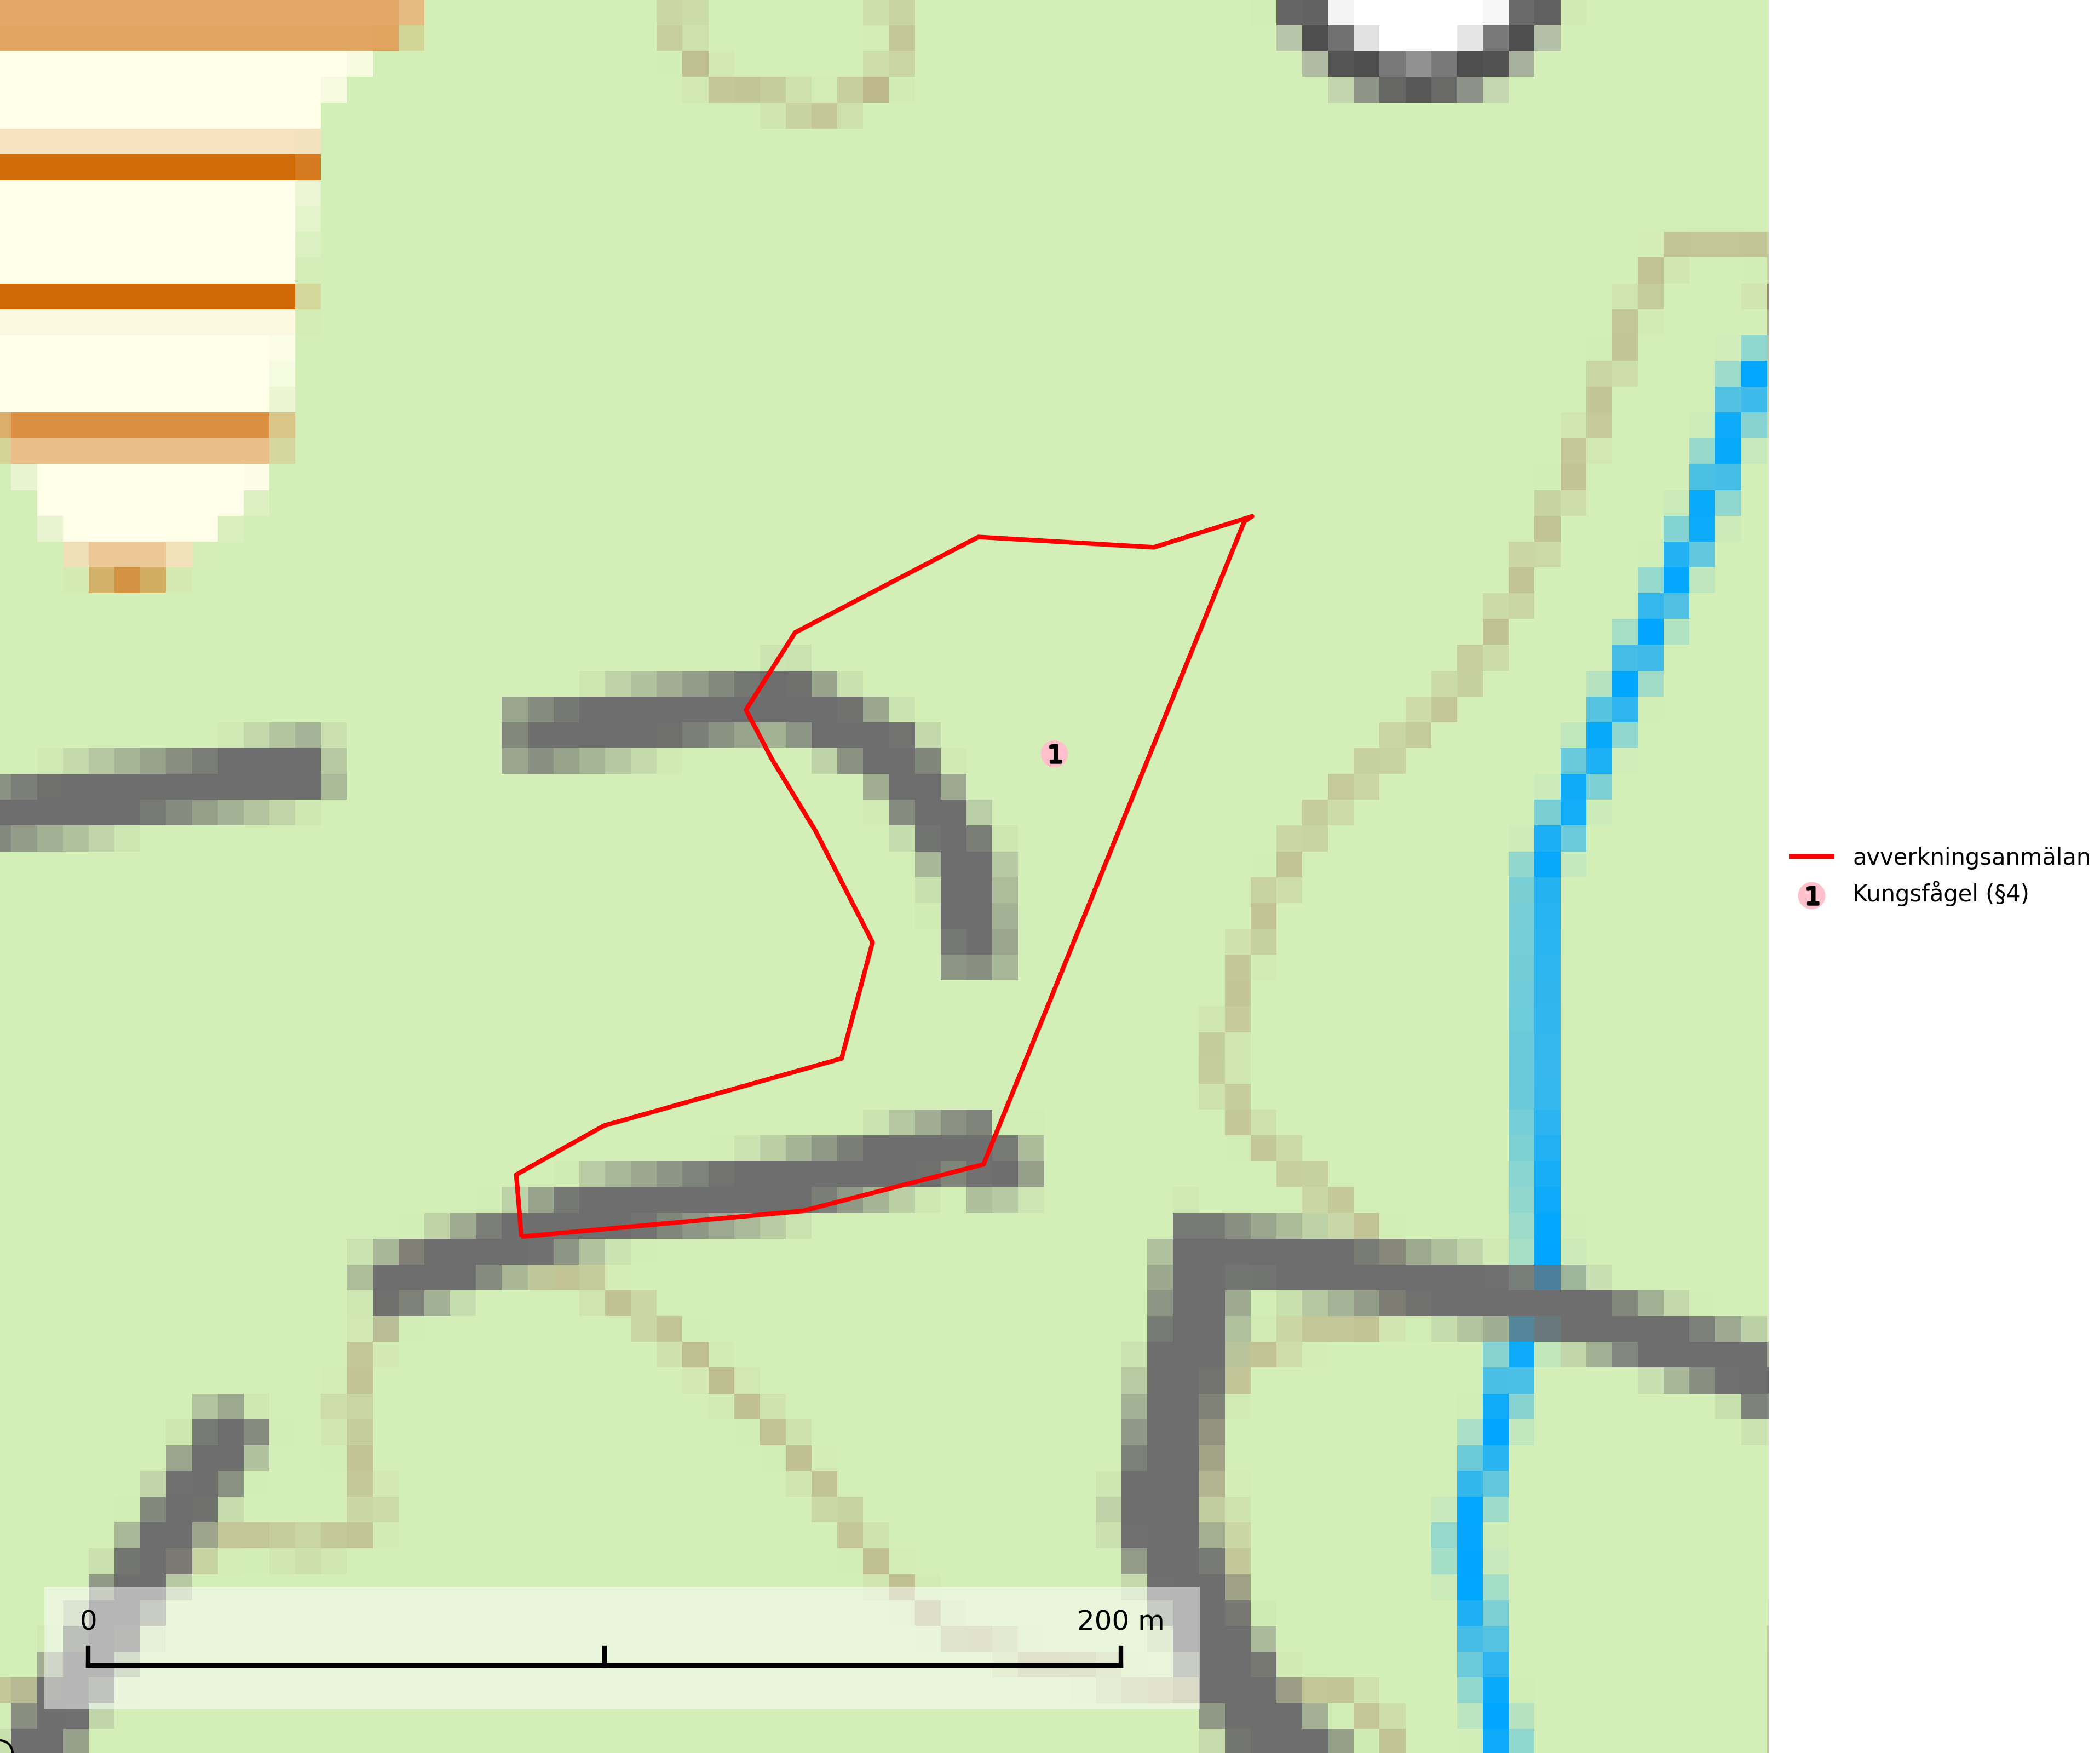 1
avverkningsanmälan
1 Kungsfågel (§4)
0 200 m